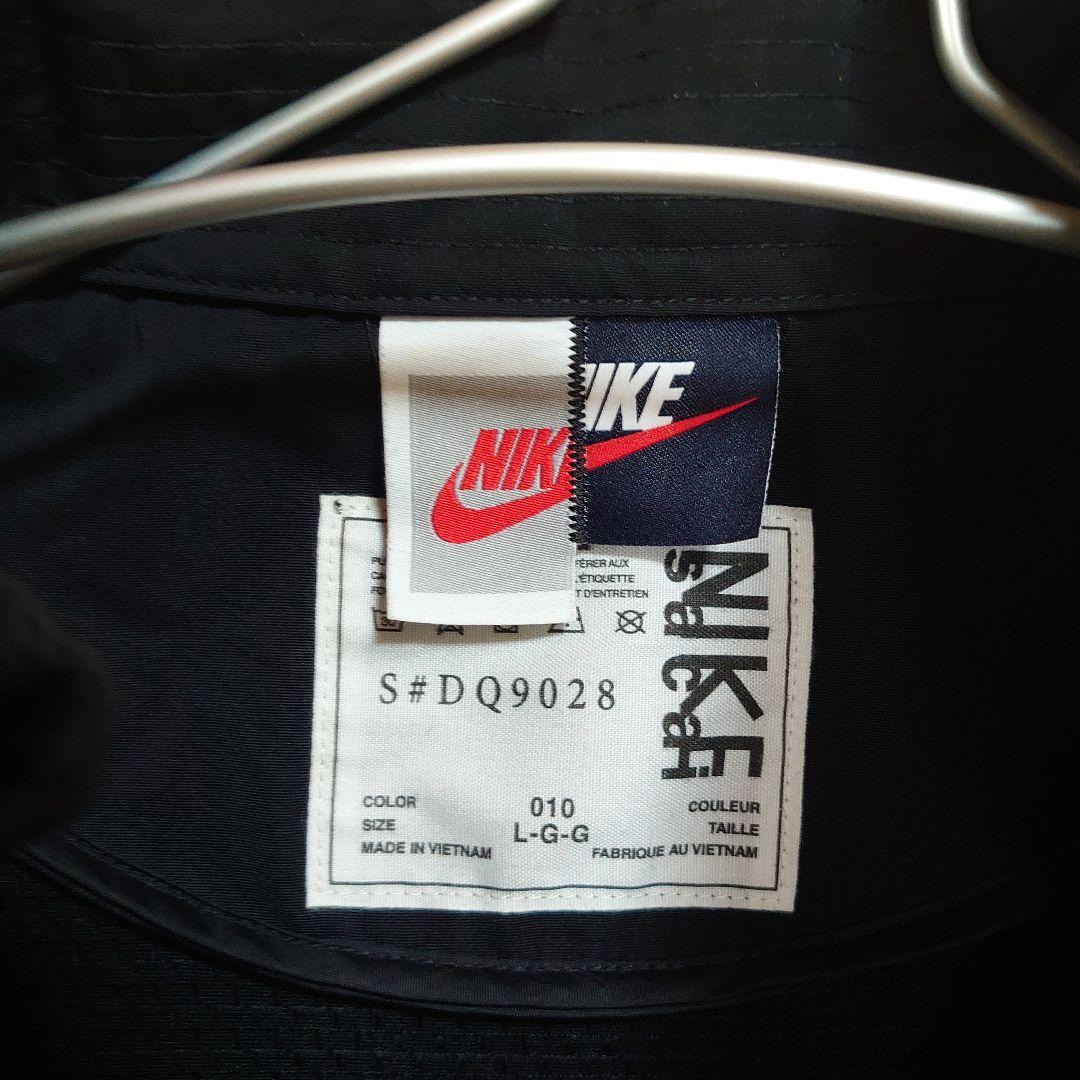 NIKE
NIK
FÉRER AUX
L'ÉTIQUETTE
T D'ENTRETIEN
NIKE
sacai
S#DQ9028
COLOR 010 COULEUR
SIZE L-G-G TAILLE
MADE IN VIETNAM FABRIQUE AU VIETNAM